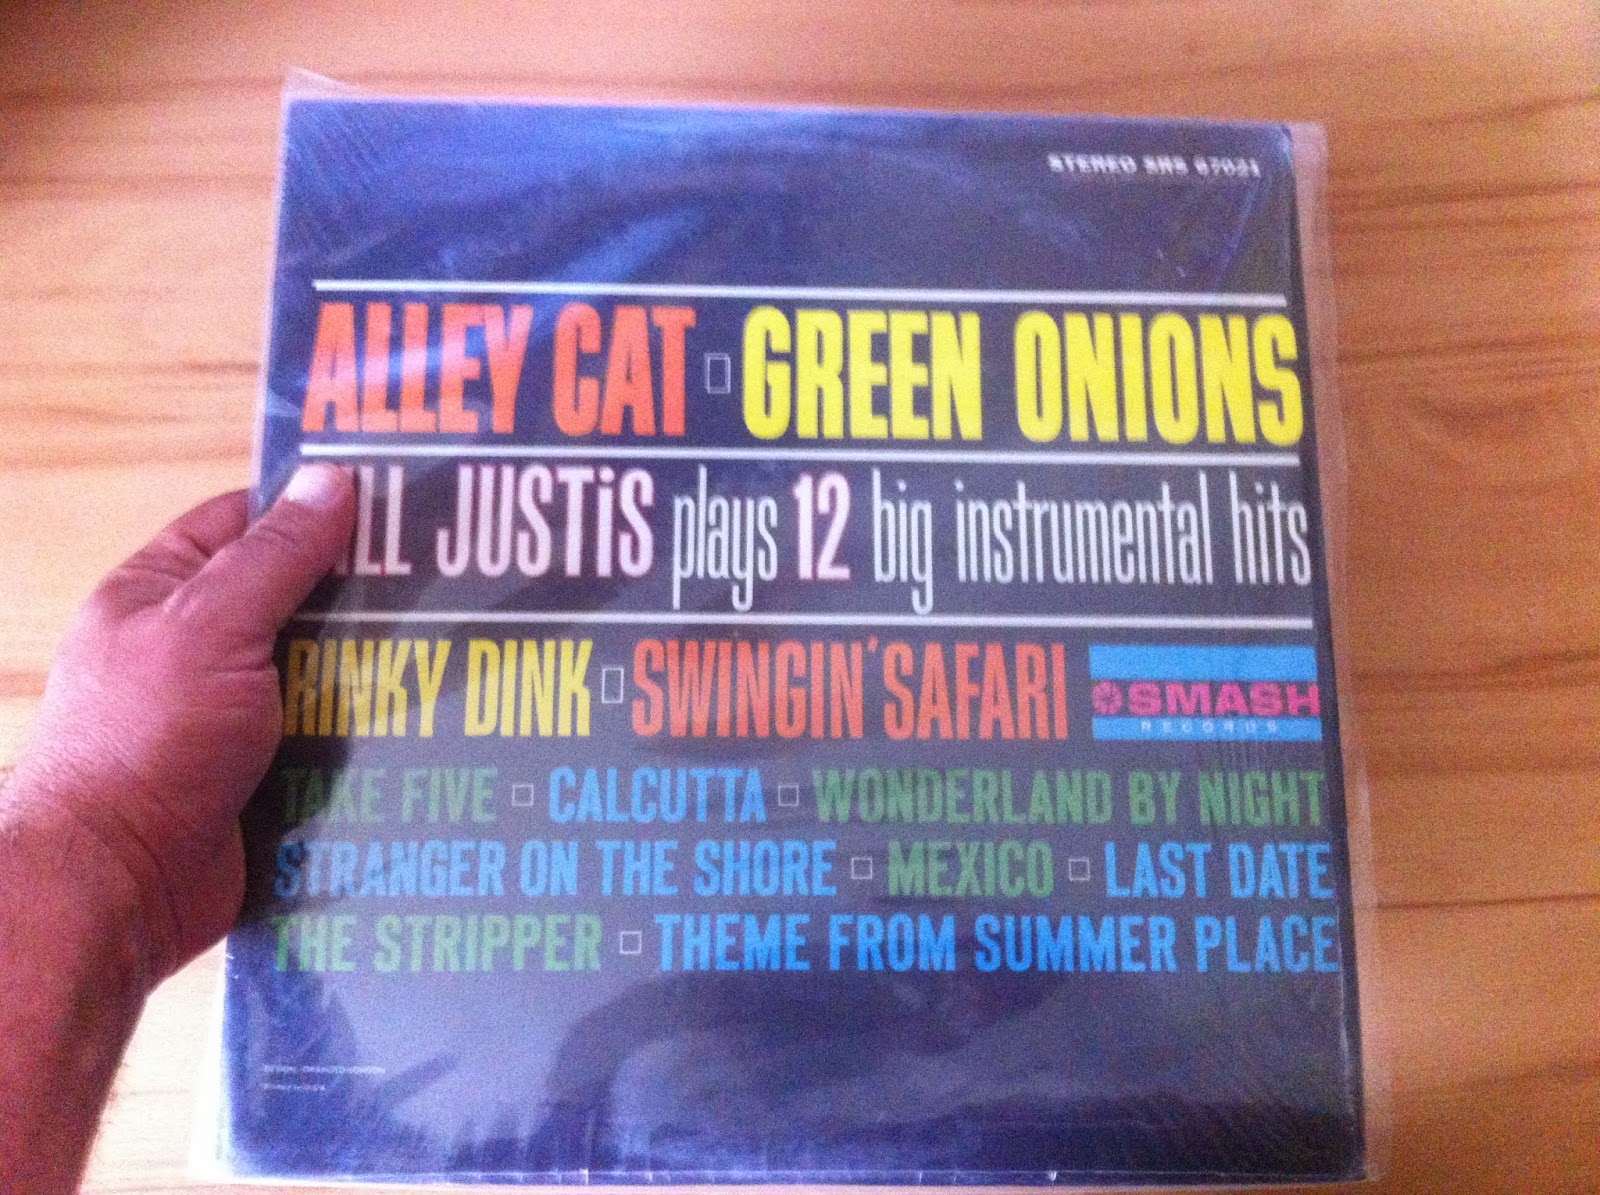 STEREO SRS 67021
ALLEY CAT GREEN ONIONS
ILL JUSTiS plays 12 big instrumental hits
RINKY DINK SWINGIN' SAFARI
SMASH
RECORDS
TAKE FIVE CALCUTTA WONDERLAND BY NIGHT
STRANGER ON THE SHORE MEXICO LAST DATE
THE STRIPPER THEME FROM SUMMER PLACE